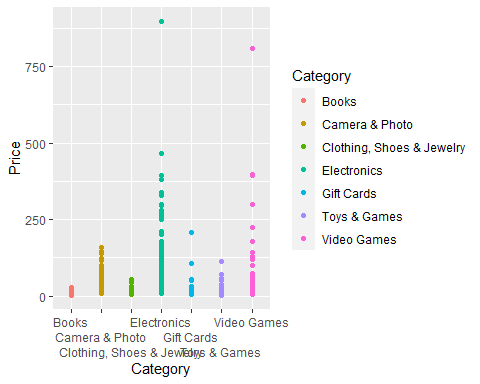 Price
750
500
250
0
Books Electronics Video Games
Camera & Photo Gift Cards
Clothing, Shoes & Jewelry Toys & Games
Category
Category
Books
Camera & Photo
Clothing, Shoes & Jewelry
Electronics
Gift Cards
Toys & Games
Video Games